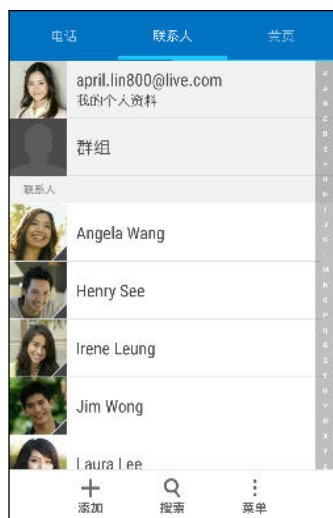 电话 联系人 黄页
april.lin800@live.com
我的个人资料
群组
联系人
Angela Wang
Henry See
Irene Leung
Jim Wong
Laura Lee
添加 搜索 菜单